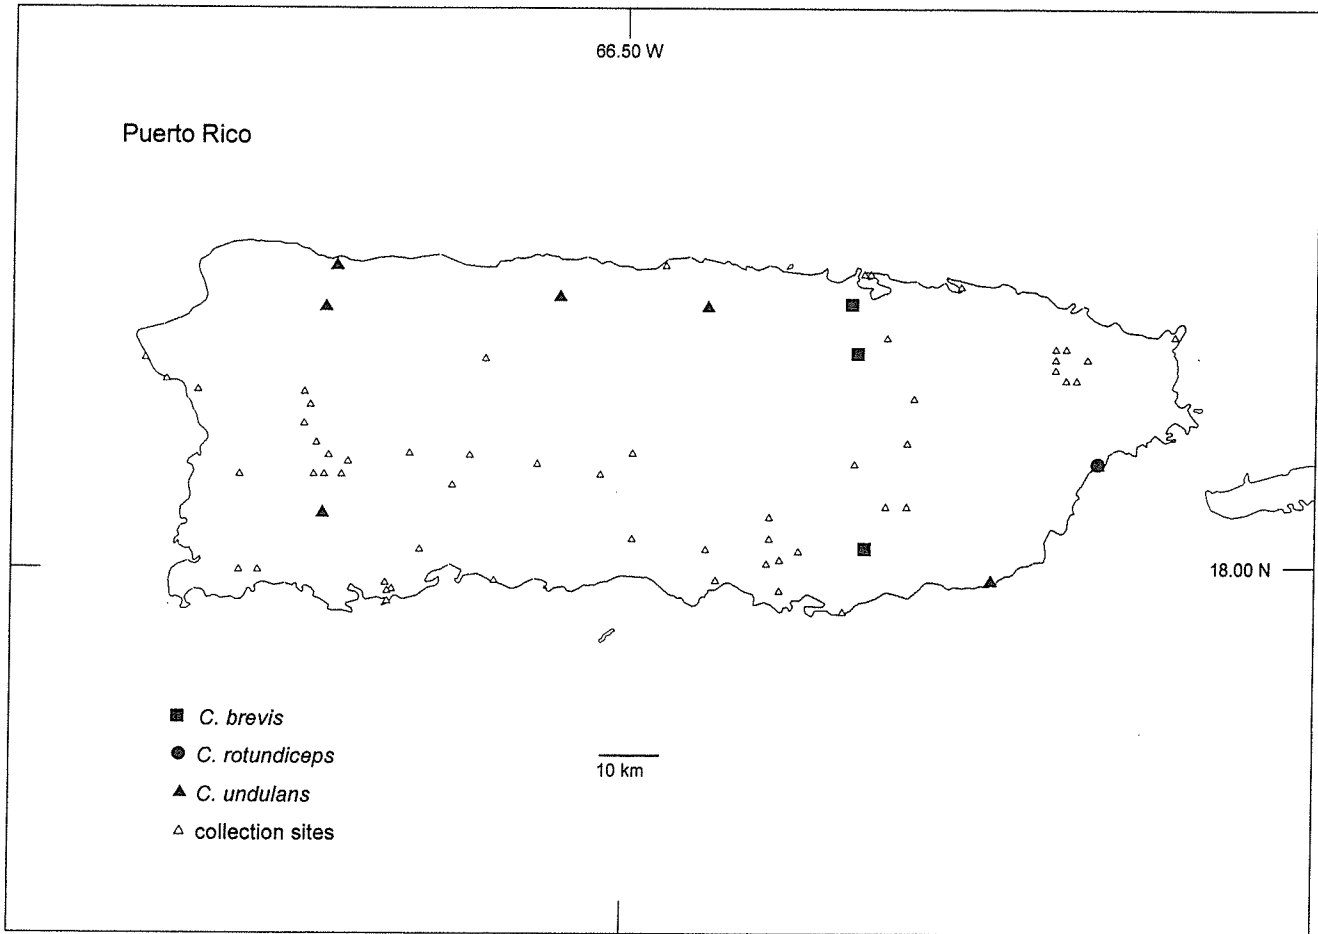 66.50 W
Puerto Rico
18.00 N
C. brevis
C. rotundiceps
C. undulans
collection sites
10 km